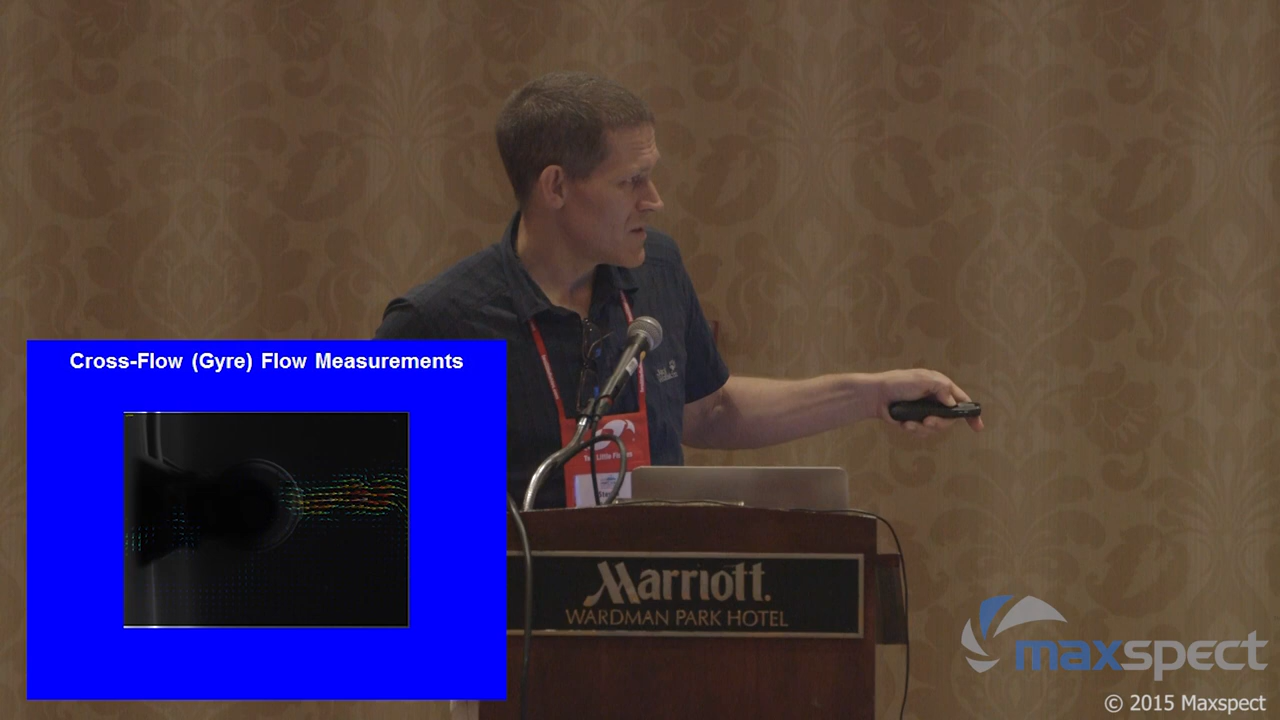 Cross-Flow (Gyre) Flow Measurements
Marriott.
WARDMAN PARK HOTEL
maxspect
© 2015 Maxspect